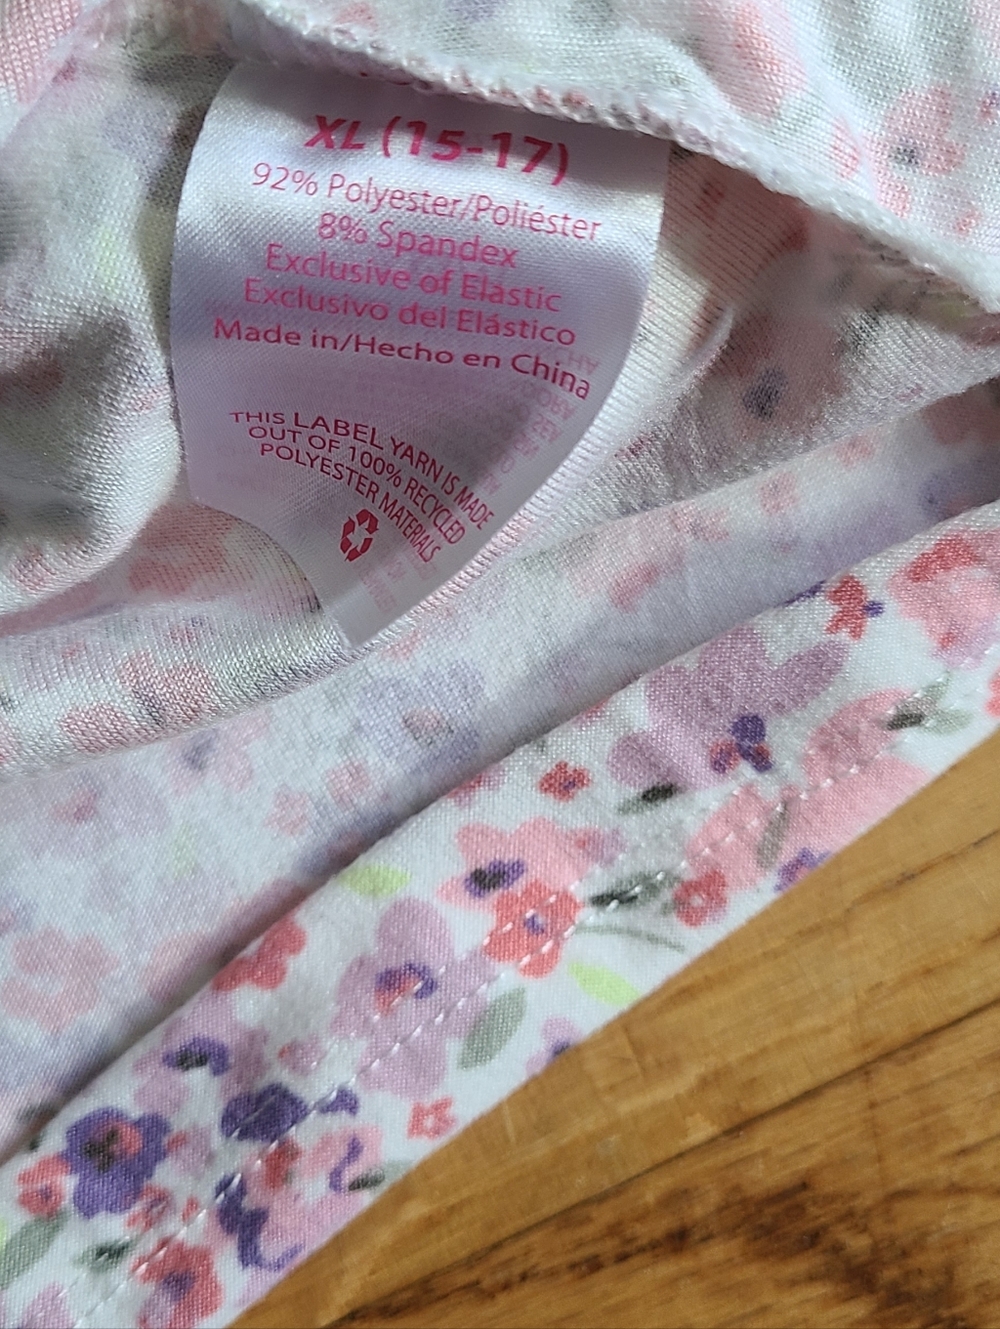 XL (15-17)
92% Polyester/Poliéster
8% Spandex
Exclusive of Elastic
Exclusivo del Elástico
Made in/Hecho en China
THIS LABEL YARN IS MADE
OUT OF 100% RECYCLED
POLYESTER MATERIALS